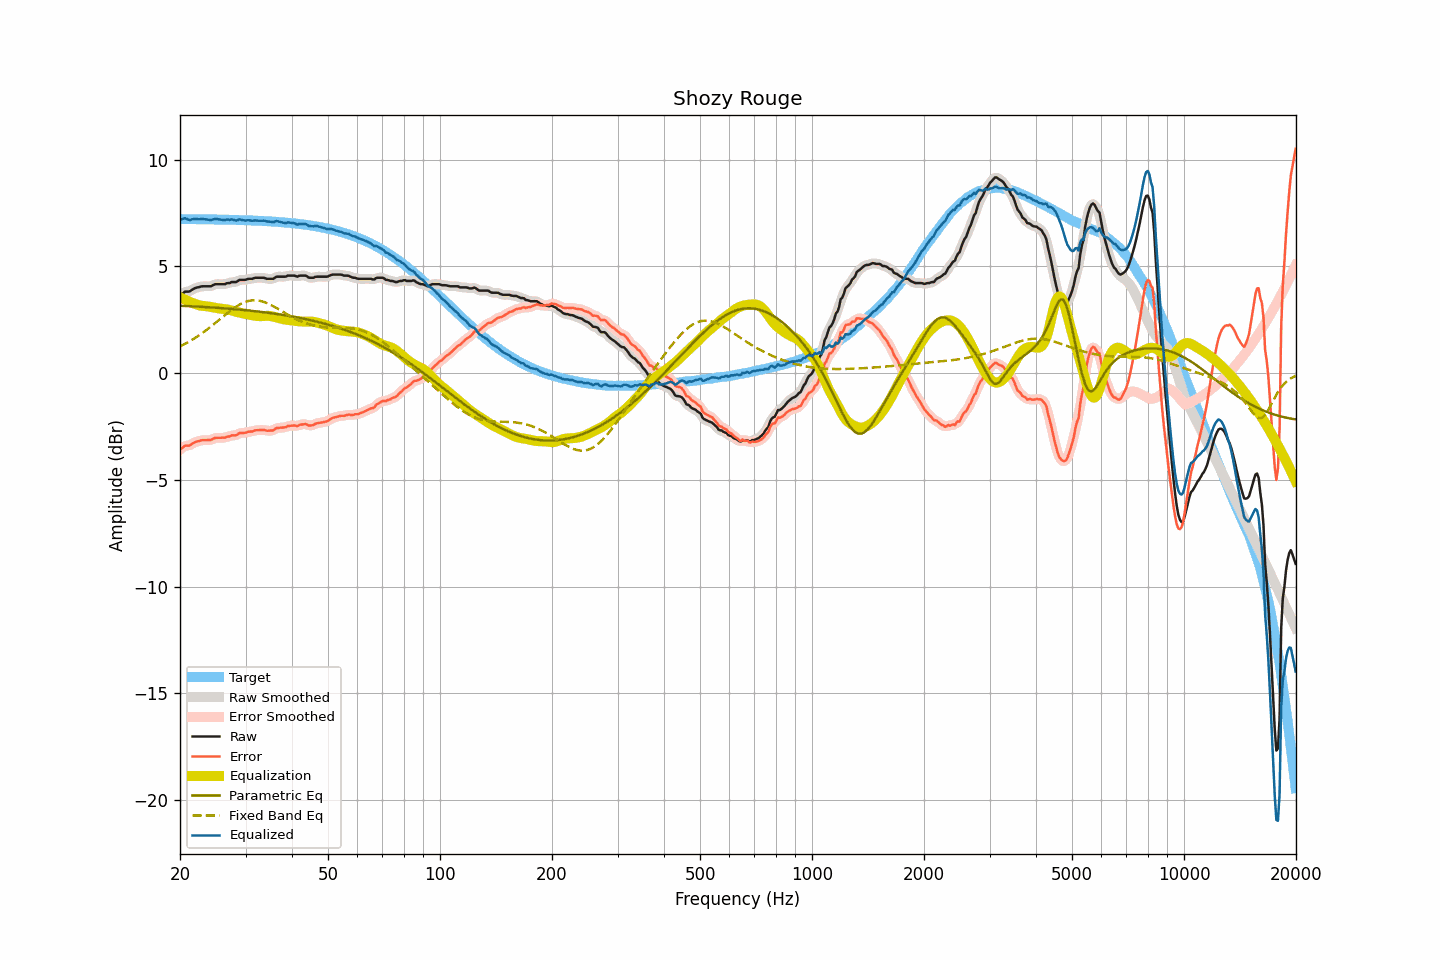 Shozy Rouge
10
5
0
−5
−10
−15
−20
Amplitude (dBr)
Target
Raw Smoothed
Error Smoothed
Raw
Error
Equalization
Parametric Eq
Fixed Band Eq
Equalized
20 50 100 200 500 1000 2000 5000 10000 20000
Frequency (Hz)